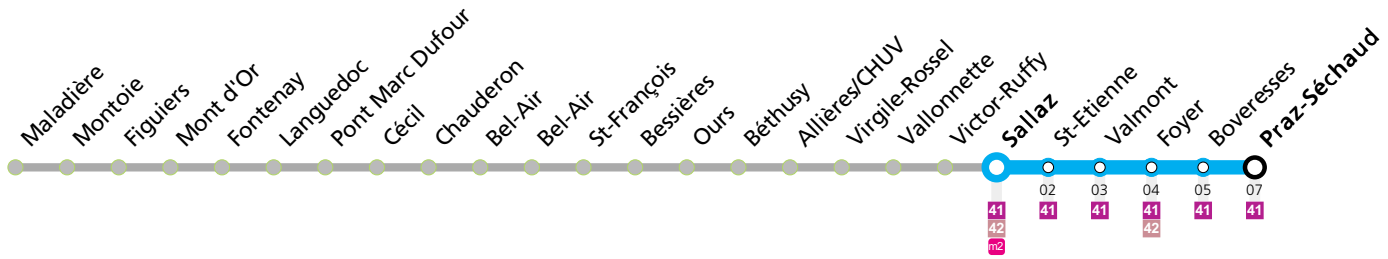 Maladière
Montoie
Figuiers
Mont d'Or
Fontenay
Languedoc
Pont Marc Dufour
Cécil
Chauderon
Bel-Air
Bel-Air
St-François
Bessières
Ours
Béthusy
Allières/CHUV
Virgile-Rossel
Vallonnette
Victor-Ruffy
Sallaz
St-Etienne
Valmont
Foyer
Boveresses
Praz-Séchaud
02 03 04 05 07
41 41 41 41 41 41
42 42
m2